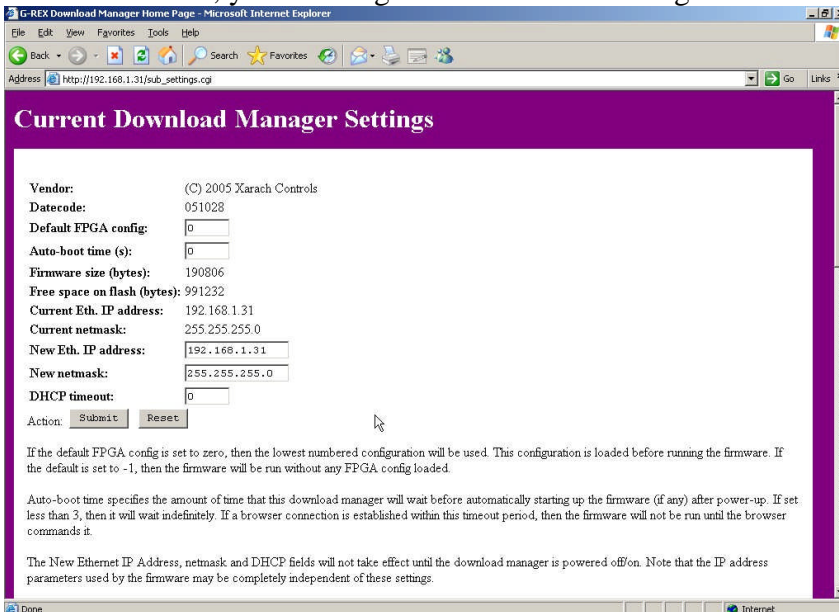 G-REX Download Manager Home Page - Microsoft Internet Explorer
File Edit View Favorites Tools Help
Back Search Favorites
Address http://192.168.1.31/sub_settings.cgi Go Links
Current Download Manager Settings
Vendor: (C) 2005 Xarach Controls
Datecode: 051028
Default FPGA config: 0
Auto-boot time (s): 0
Firmware size (bytes): 190806
Free space on flash (bytes): 991232
Current Eth. IP address: 192.168.1.31
Current netmask: 255.255.255.0
New Eth. IP address: 192.168.1.31
New netmask: 255.255.255.0
DHCP timeout: 0
Action: Submit Reset
If the default FPGA config is set to zero, then the lowest numbered configuration will be used. This configuration is loaded before running the firmware. If
the default is set to -1, then the firmware will be run without any FPGA config loaded.
Auto-boot time specifies the amount of time that this download manager will wait before automatically starting up the firmware (if any) after power-up. If set
less than 3, then it will wait indefinitely. If a browser connection is established within this timeout period, then the firmware will not be run until the browser
commands it.
The New Ethernet IP Address, netmask and DHCP fields will not take effect until the download manager is powered off/on. Note that the IP address
parameters used by the firmware may be completely independent of these settings.
Done Internet